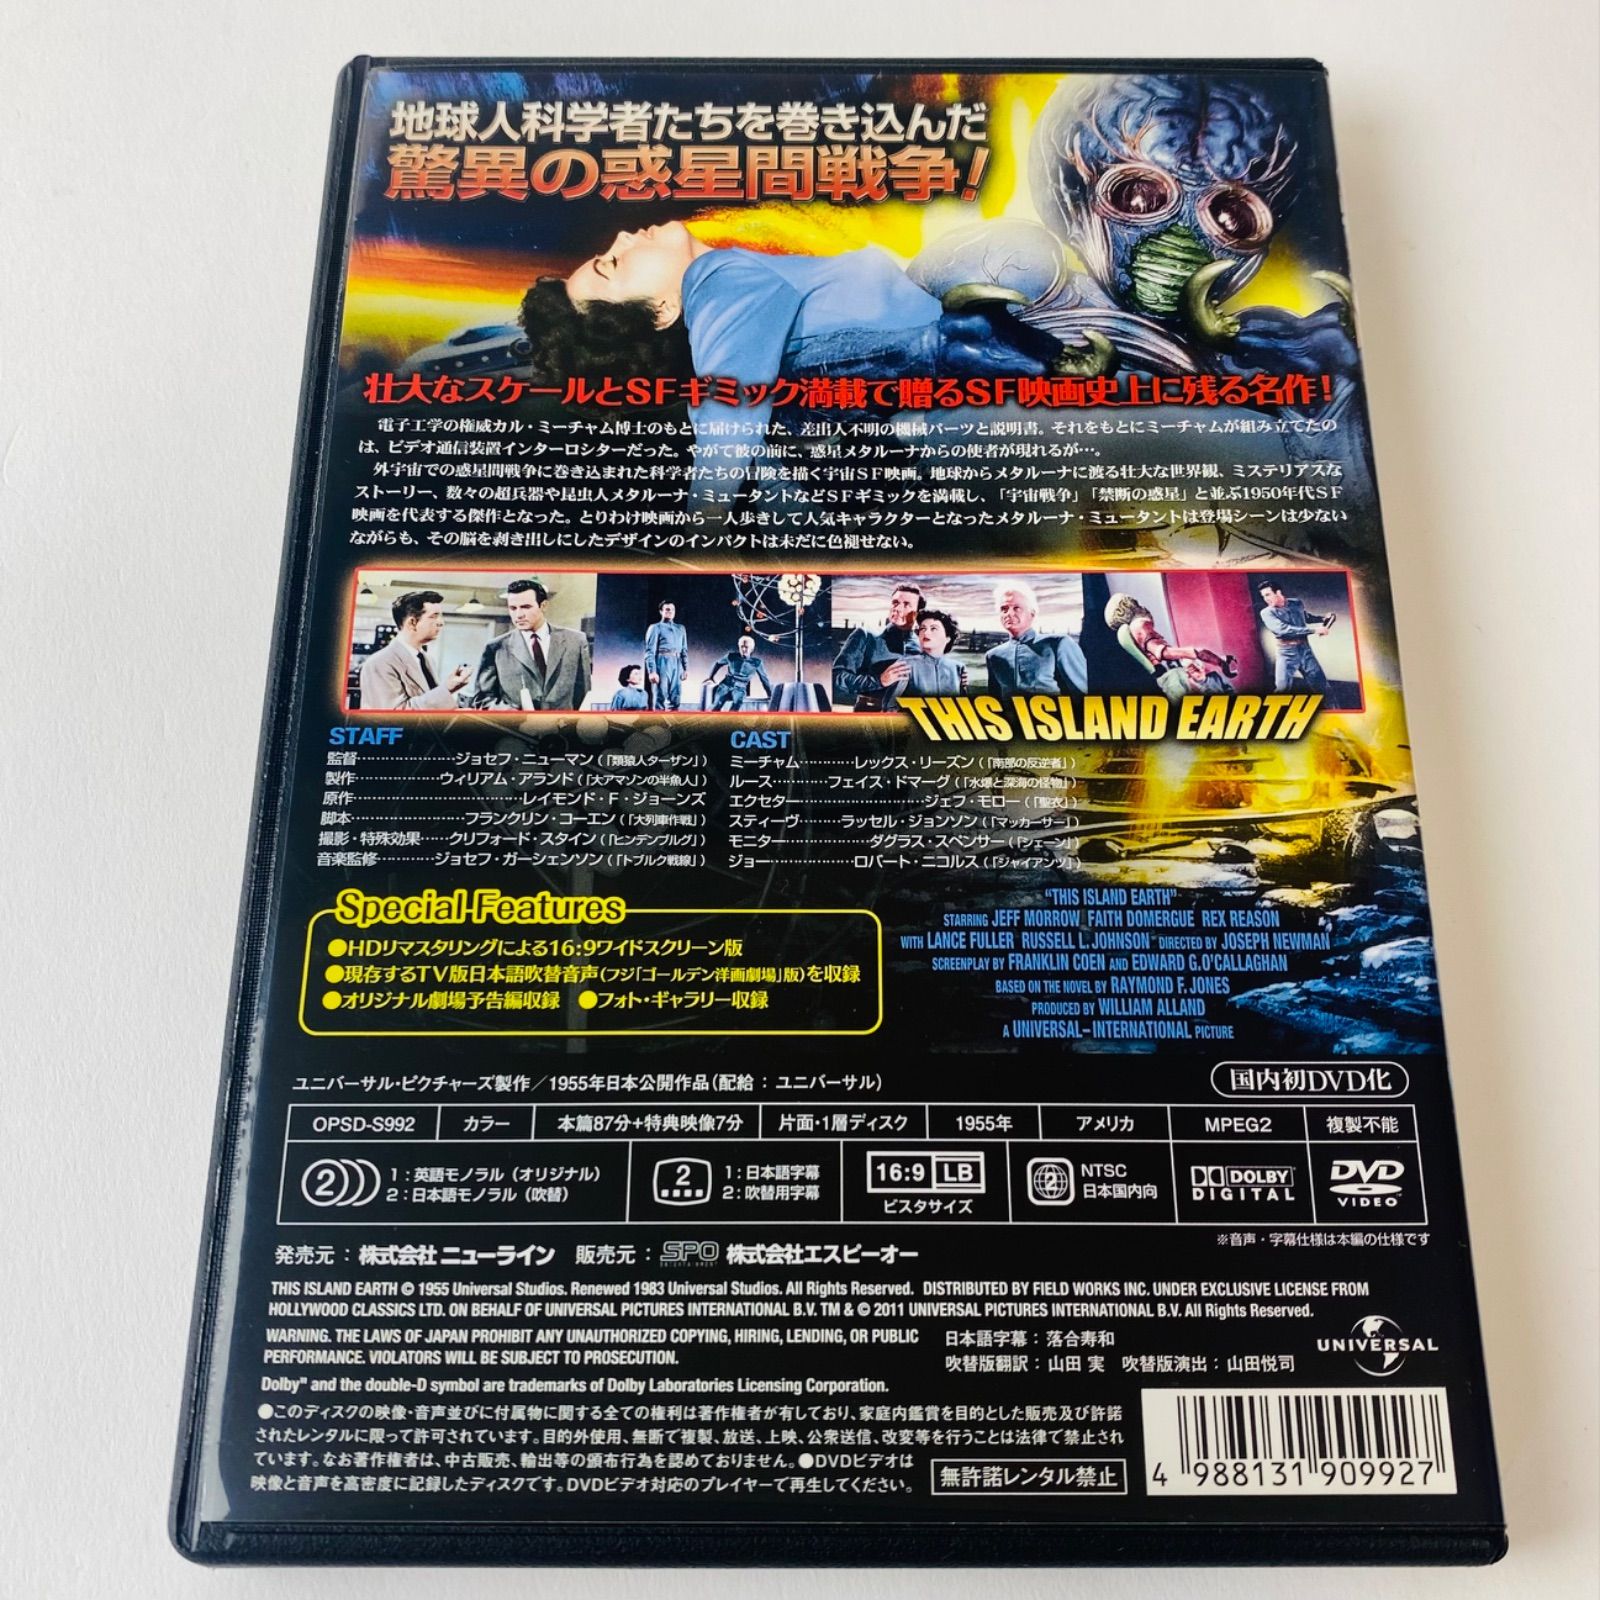 地球人科学者たちを巻き込んだ
驚異の惑星間戦争!
壮大なスケールとSFギミック満載で贈るSF映画史上に残る名作!
電子工学の権威カル・ミーチャム博士のもとに届けられた、差出人不明の機械パーツと説明書。それをもとにミーチャムが組み立てたの
は、ビデオ通信装置インターロシターだった。やがて彼の前に、惑星メタルーナからの使者が現れるが…。
外宇宙での惑星間戦争に巻き込まれた科学者たちの冒険を描く宇宙SF映画。地球からメタルーナに渡る壮大な世界観、ミステリアスな
ストーリー、数々の超兵器や昆虫人メタルーナ・ミュータントなどSFギミックを満載し、「宇宙戦争」「禁断の惑星」と並ぶ1950年代SF
映画を代表する傑作となった。とりわけ映画から一人歩きして人気キャラクターとなったメタルーナ・ミュータントは登場シーンは少ない
ながらも、その脳を剥き出しにしたデザインのインパクトは未だに色褪せない。
THIS ISLAND EARTH
STAFF
監督…………………ジョセフ・ニューマン(「類猿人ターザン」)
製作………………ウィリアム・アランド(「大アマゾンの半魚人」)
原作………………………………レイモンド・F・ジョーンズ
脚本……………………フランクリン・コーエン(「大列車作戦」)
撮影・特殊効果……クリフォード・スタイン(「ヒンデンブルグ」)
音楽監修…………ジョセフ・ガーシェンソン(「トブルク戦線」)
CAST
ミーチャム…………レックス・リーズン(「南部の反逆者」)
ルース………………フェイス・ドマーグ(「水爆と深海の怪物」)
エクセター………………………ジェフ・モロー(「聖衣」)
スティーヴ………ラッセル・ジョンソン(「マッカーサー」)
モニター………………ダグラス・スペンサー(「シェーン」)
ジョー…………………ロバート・ニコルス(「ジャイアンツ」)
Special Features
●HDリマスタリングによる16:9ワイドスクリーン版
●現存するTV版日本語吹替音声(フジ「ゴールデン洋画劇場」版)を収録
●オリジナル劇場予告編収録 ●フォト・ギャラリー収録
"THIS ISLAND EARTH"
STARRING JEFF MORROW FAITH DOMERGUE REX REASON
WITH LANCE FULLER RUSSELL L. JOHNSON DIRECTED BY JOSEPH NEWMAN
SCREENPLAY BY FRANKLIN COEN AND EDWARD G.O'CALLAGHAN
BASED ON THE NOVEL BY RAYMOND F. JONES
PRODUCED BY WILLIAM ALLAND
A UNIVERSAL-INTERNATIONAL PICTURE
ユニバーサル・ピクチャーズ製作/1955年日本公開作品(配給:ユニバーサル)
国内初DVD化
OPSD-S992 カラー 本篇87分+特典映像7分 片面・1層ディスク 1955年 アメリカ MPEG2 複製不能
2 1:英語モノラル(オリジナル)
2:日本語モノラル(吹替)
2 1:日本語字幕
2:吹替用字幕
16:9 LB
ビスタサイズ
2 NTSC
日本国内向
DOLBY
DIGITAL
DVD
VIDEO
※音声・字幕仕様は本編の仕様です
発売元:株式会社ニューライン 販売元:SPO ENTERTAINMENT 株式会社エスピーオー
THIS ISLAND EARTH © 1955 Universal Studios. Renewed 1983 Universal Studios. All Rights Reserved. DISTRIBUTED BY FIELD WORKS INC. UNDER EXCLUSIVE LICENSE FROM
HOLLYWOOD CLASSICS LTD. ON BEHALF OF UNIVERSAL PICTURES INTERNATIONAL B.V. TM & © 2011 UNIVERSAL PICTURES INTERNATIONAL B.V. All Rights Reserved.
WARNING. THE LAWS OF JAPAN PROHIBIT ANY UNAUTHORIZED COPYING, HIRING, LENDING, OR PUBLIC
PERFORMANCE. VIOLATORS WILL BE SUBJECT TO PROSECUTION.
Dolby" and the double-D symbol are trademarks of Dolby Laboratories Licensing Corporation.
日本語字幕:落合寿和
吹替版翻訳:山田 実 吹替版演出:山田悦司
UNIVERSAL
●このディスクの映像・音声並びに付属物に関する全ての権利は著作権者が有しており、家庭内鑑賞を目的とした販売及び許諾
されたレンタルに限って許可されています。目的外使用、無断で複製、放送、上映、公衆送信、改変等を行うことは法律で禁止され
ています。なお著作権者は、中古販売、輸出等の頒布行為を認めておりません。●DVDビデオは
映像と音声を高密度に記録したディスクです。DVDビデオ対応のプレイヤーで再生してください。
無許諾レンタル禁止
4 988131 909927